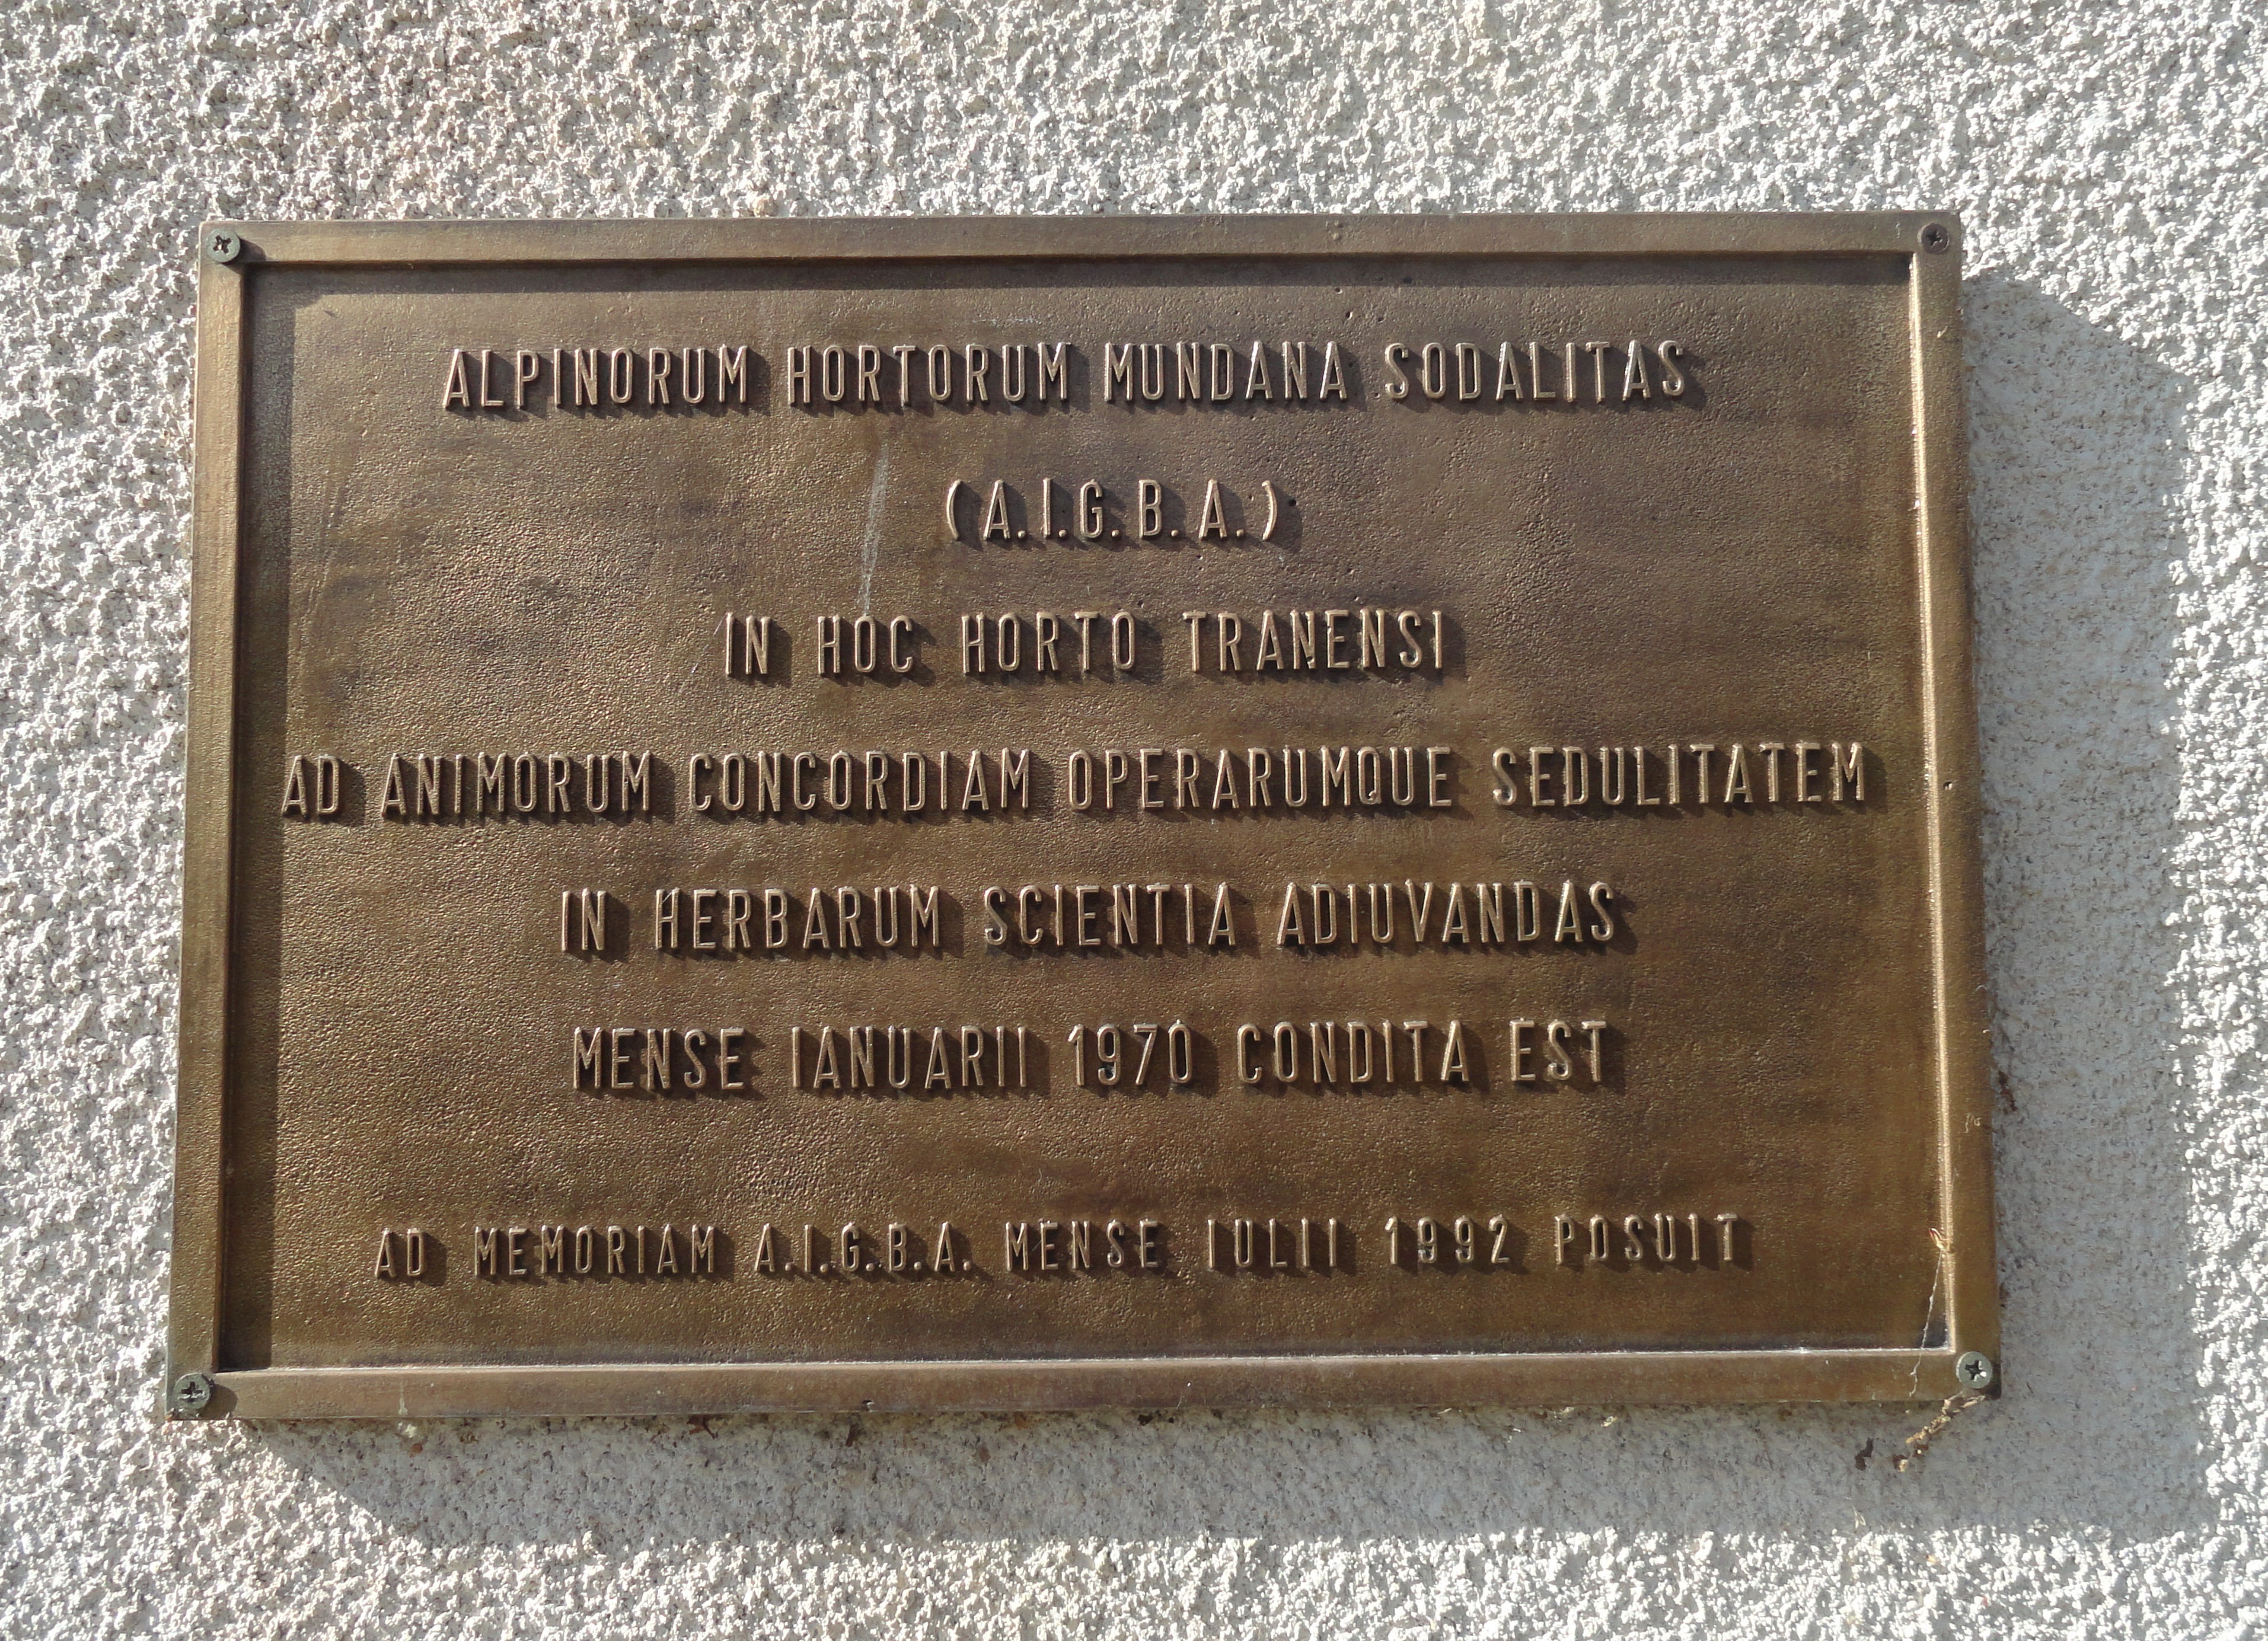 ALPINORUM HORTORUM MUNDANA SODALITAS
(A.I.G.B.A.)
IN HOC HORTO TRANENSI
AD ANIMORUM CONCORDIAM OPERARUMQUE SEDULITATEM
IN HERBARUM SCIENTIA ADIUVANDAS
MENSE IANUARII 1970 CONDITA EST
AD MEMORIAM A.I.G.B.A. MENSE IULII 1992 POSUIT